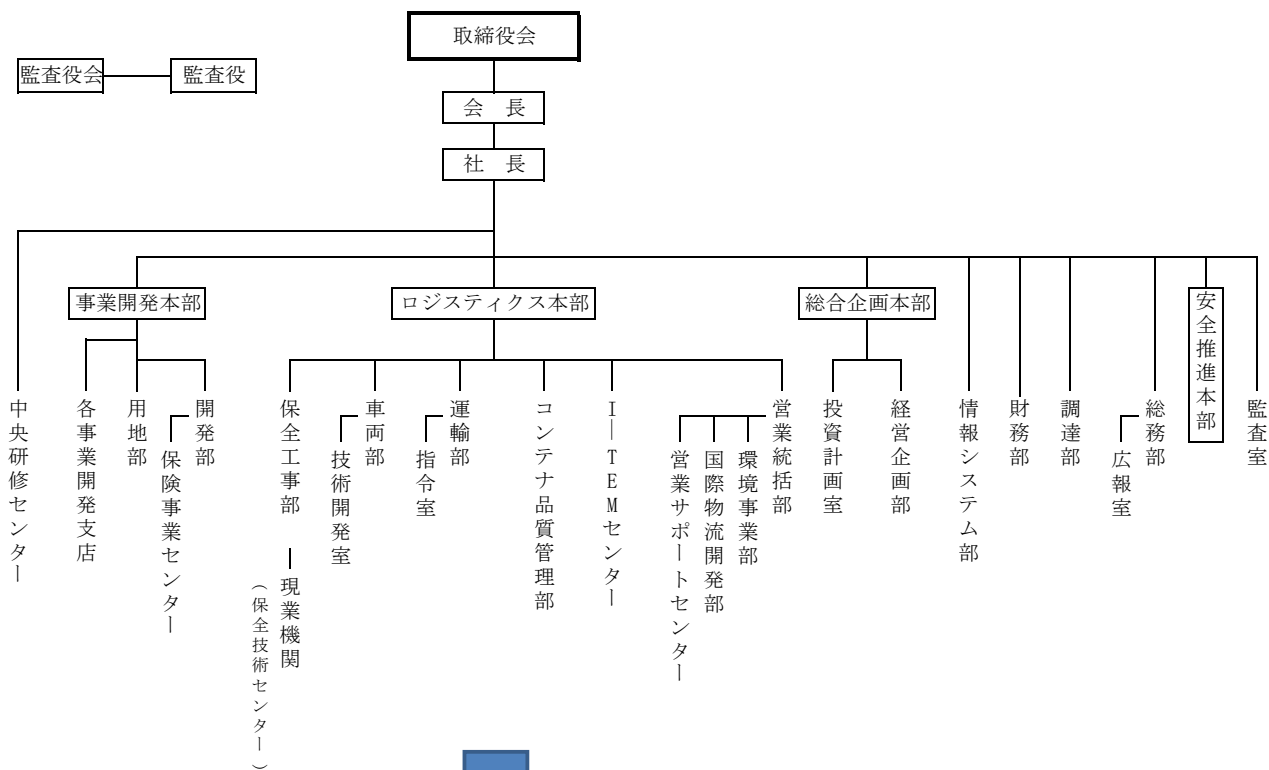 取締役会
監査役会
監査役
会 長
社 長
事業開発本部
ロジスティクス本部
総合企画本部
安全推進本部
中央研修センター
各事業開発支店
用地部
開発部
保険事業センター
保全工事部
現業機関
（保全技術センター）
車両部
技術開発室
運輸部
指令室
コンテナ品質管理部
I－TEMセンター
営業統括部
環境事業部
国際物流開発部
営業サポートセンター
投資計画室
経営企画部
情報システム部
財務部
調達部
総務部
広報室
監査室